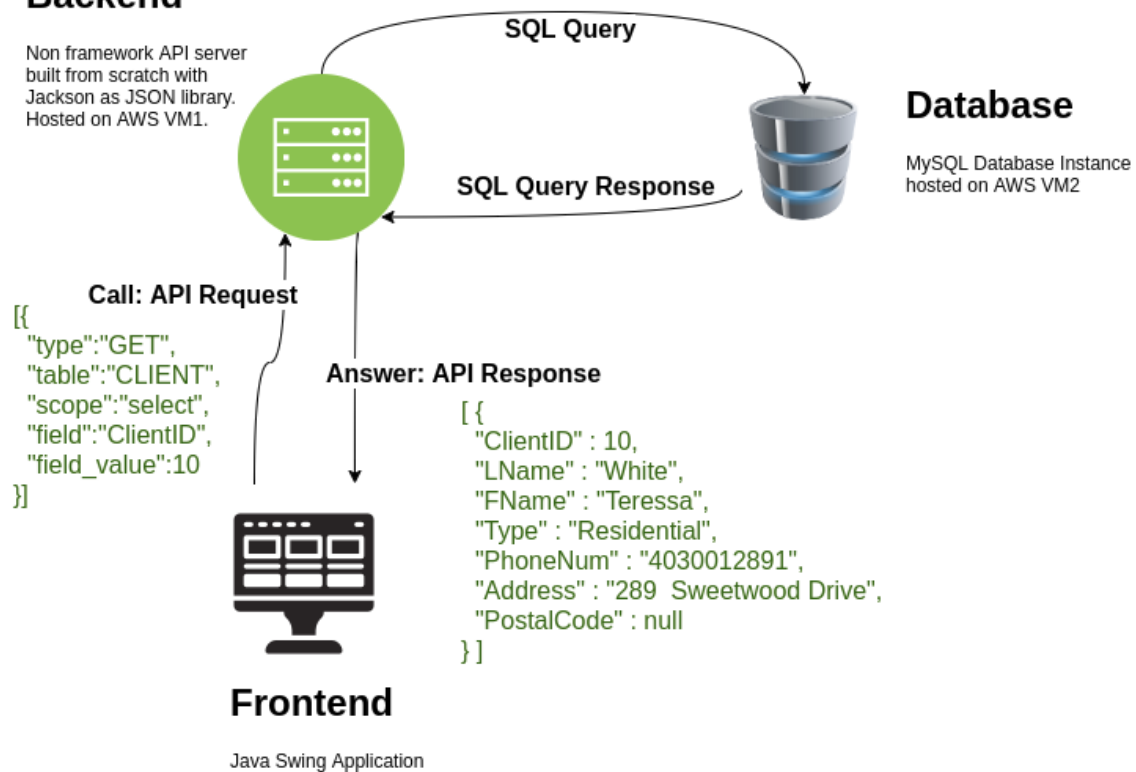 Backend
Non framework API server
built from scratch with
Jackson as JSON library.
Hosted on AWS VM1.
SQL Query
Database
MySQL Database Instance
hosted on AWS VM2
SQL Query Response
Call: API Request
[{
"type":"GET",
"table":"CLIENT",
"scope":"select",
"field":"ClientID",
"field_value":10
}]
Answer: API Response
[ {
"ClientID" : 10,
"LName" : "White",
"FName" : "Teressa",
"Type" : "Residential",
"PhoneNum" : "4030012891",
"Address" : "289  Sweetwood Drive",
"PostalCode" : null
} ]
Frontend
Java Swing Application